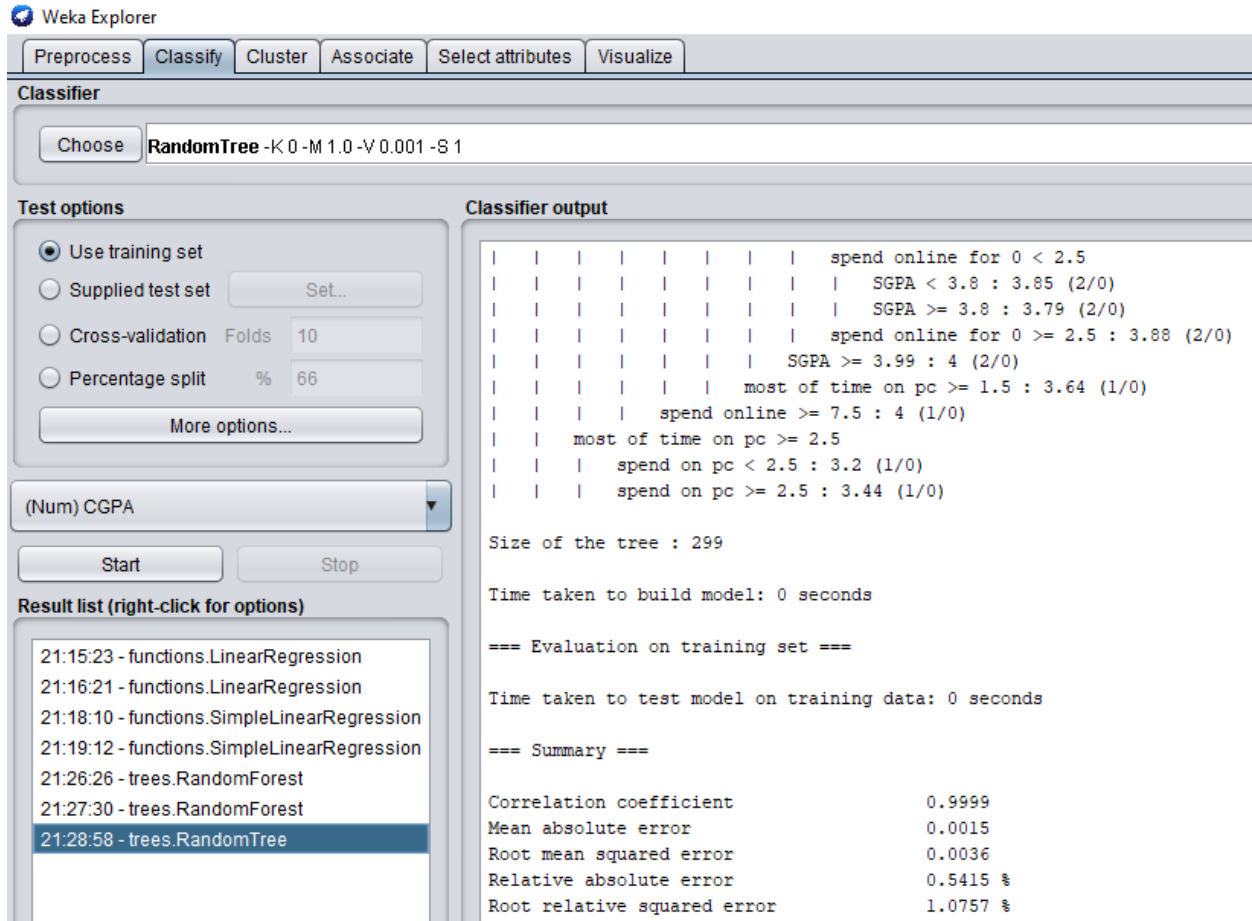 Weka Explorer
Preprocess Classify Cluster Associate Select attributes Visualize
Classifier
Choose RandomTree -K 0 -M 1.0 -V 0.001 -S 1
Test options
Use training set
Supplied test set Set...
Cross-validation Folds 10
Percentage split % 66
More options...
(Num) CGPA
Start Stop
Result list (right-click for options)
21:15:23 - functions.LinearRegression
21:16:21 - functions.LinearRegression
21:18:10 - functions.SimpleLinearRegression
21:19:12 - functions.SimpleLinearRegression
21:26:26 - trees.RandomForest
21:27:30 - trees.RandomForest
21:28:58 - trees.RandomTree
Classifier output
| | | | | | | | spend online for 0 < 2.5
| | | | | | | | | SGPA < 3.8 : 3.85 (2/0)
| | | | | | | | | SGPA >= 3.8 : 3.79 (2/0)
| | | | | | | | spend online for 0 >= 2.5 : 3.88 (2/0)
| | | | | | | SGPA >= 3.99 : 4 (2/0)
| | | | | | most of time on pc >= 1.5 : 3.64 (1/0)
| | | | spend online >= 7.5 : 4 (1/0)
| | most of time on pc >= 2.5
| | | spend on pc < 2.5 : 3.2 (1/0)
| | | spend on pc >= 2.5 : 3.44 (1/0)
Size of the tree : 299
Time taken to build model: 0 seconds
=== Evaluation on training set ===
Time taken to test model on training data: 0 seconds
=== Summary ===
Correlation coefficient 0.9999
Mean absolute error 0.0015
Root mean squared error 0.0036
Relative absolute error 0.5415 %
Root relative squared error 1.0757 %